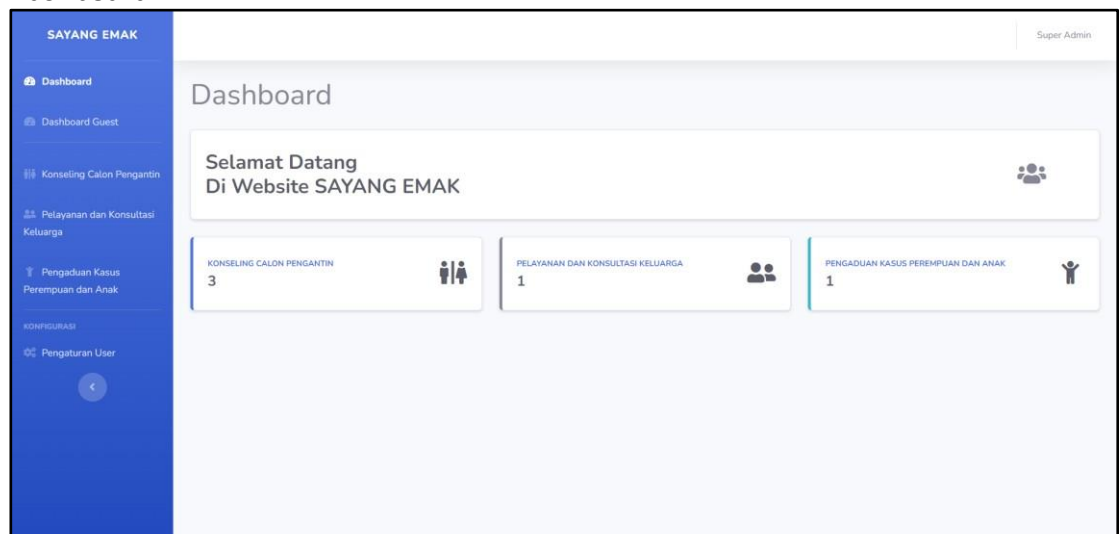 SAYANG EMAK
Super Admin
Dashboard
Dashboard Guest
Konseling Calon Pengantin
Pelayanan dan Konsultasi
Keluarga
Pengaduan Kasus
Perempuan dan Anak
KONFIGURASI
Pengaturan User
Dashboard
Selamat Datang
Di Website SAYANG EMAK
KONSELING CALON PENGANTIN
3
PELAYANAN DAN KONSULTASI KELUARGA
1
PENGADUAN KASUS PEREMPUAN DAN ANAK
1